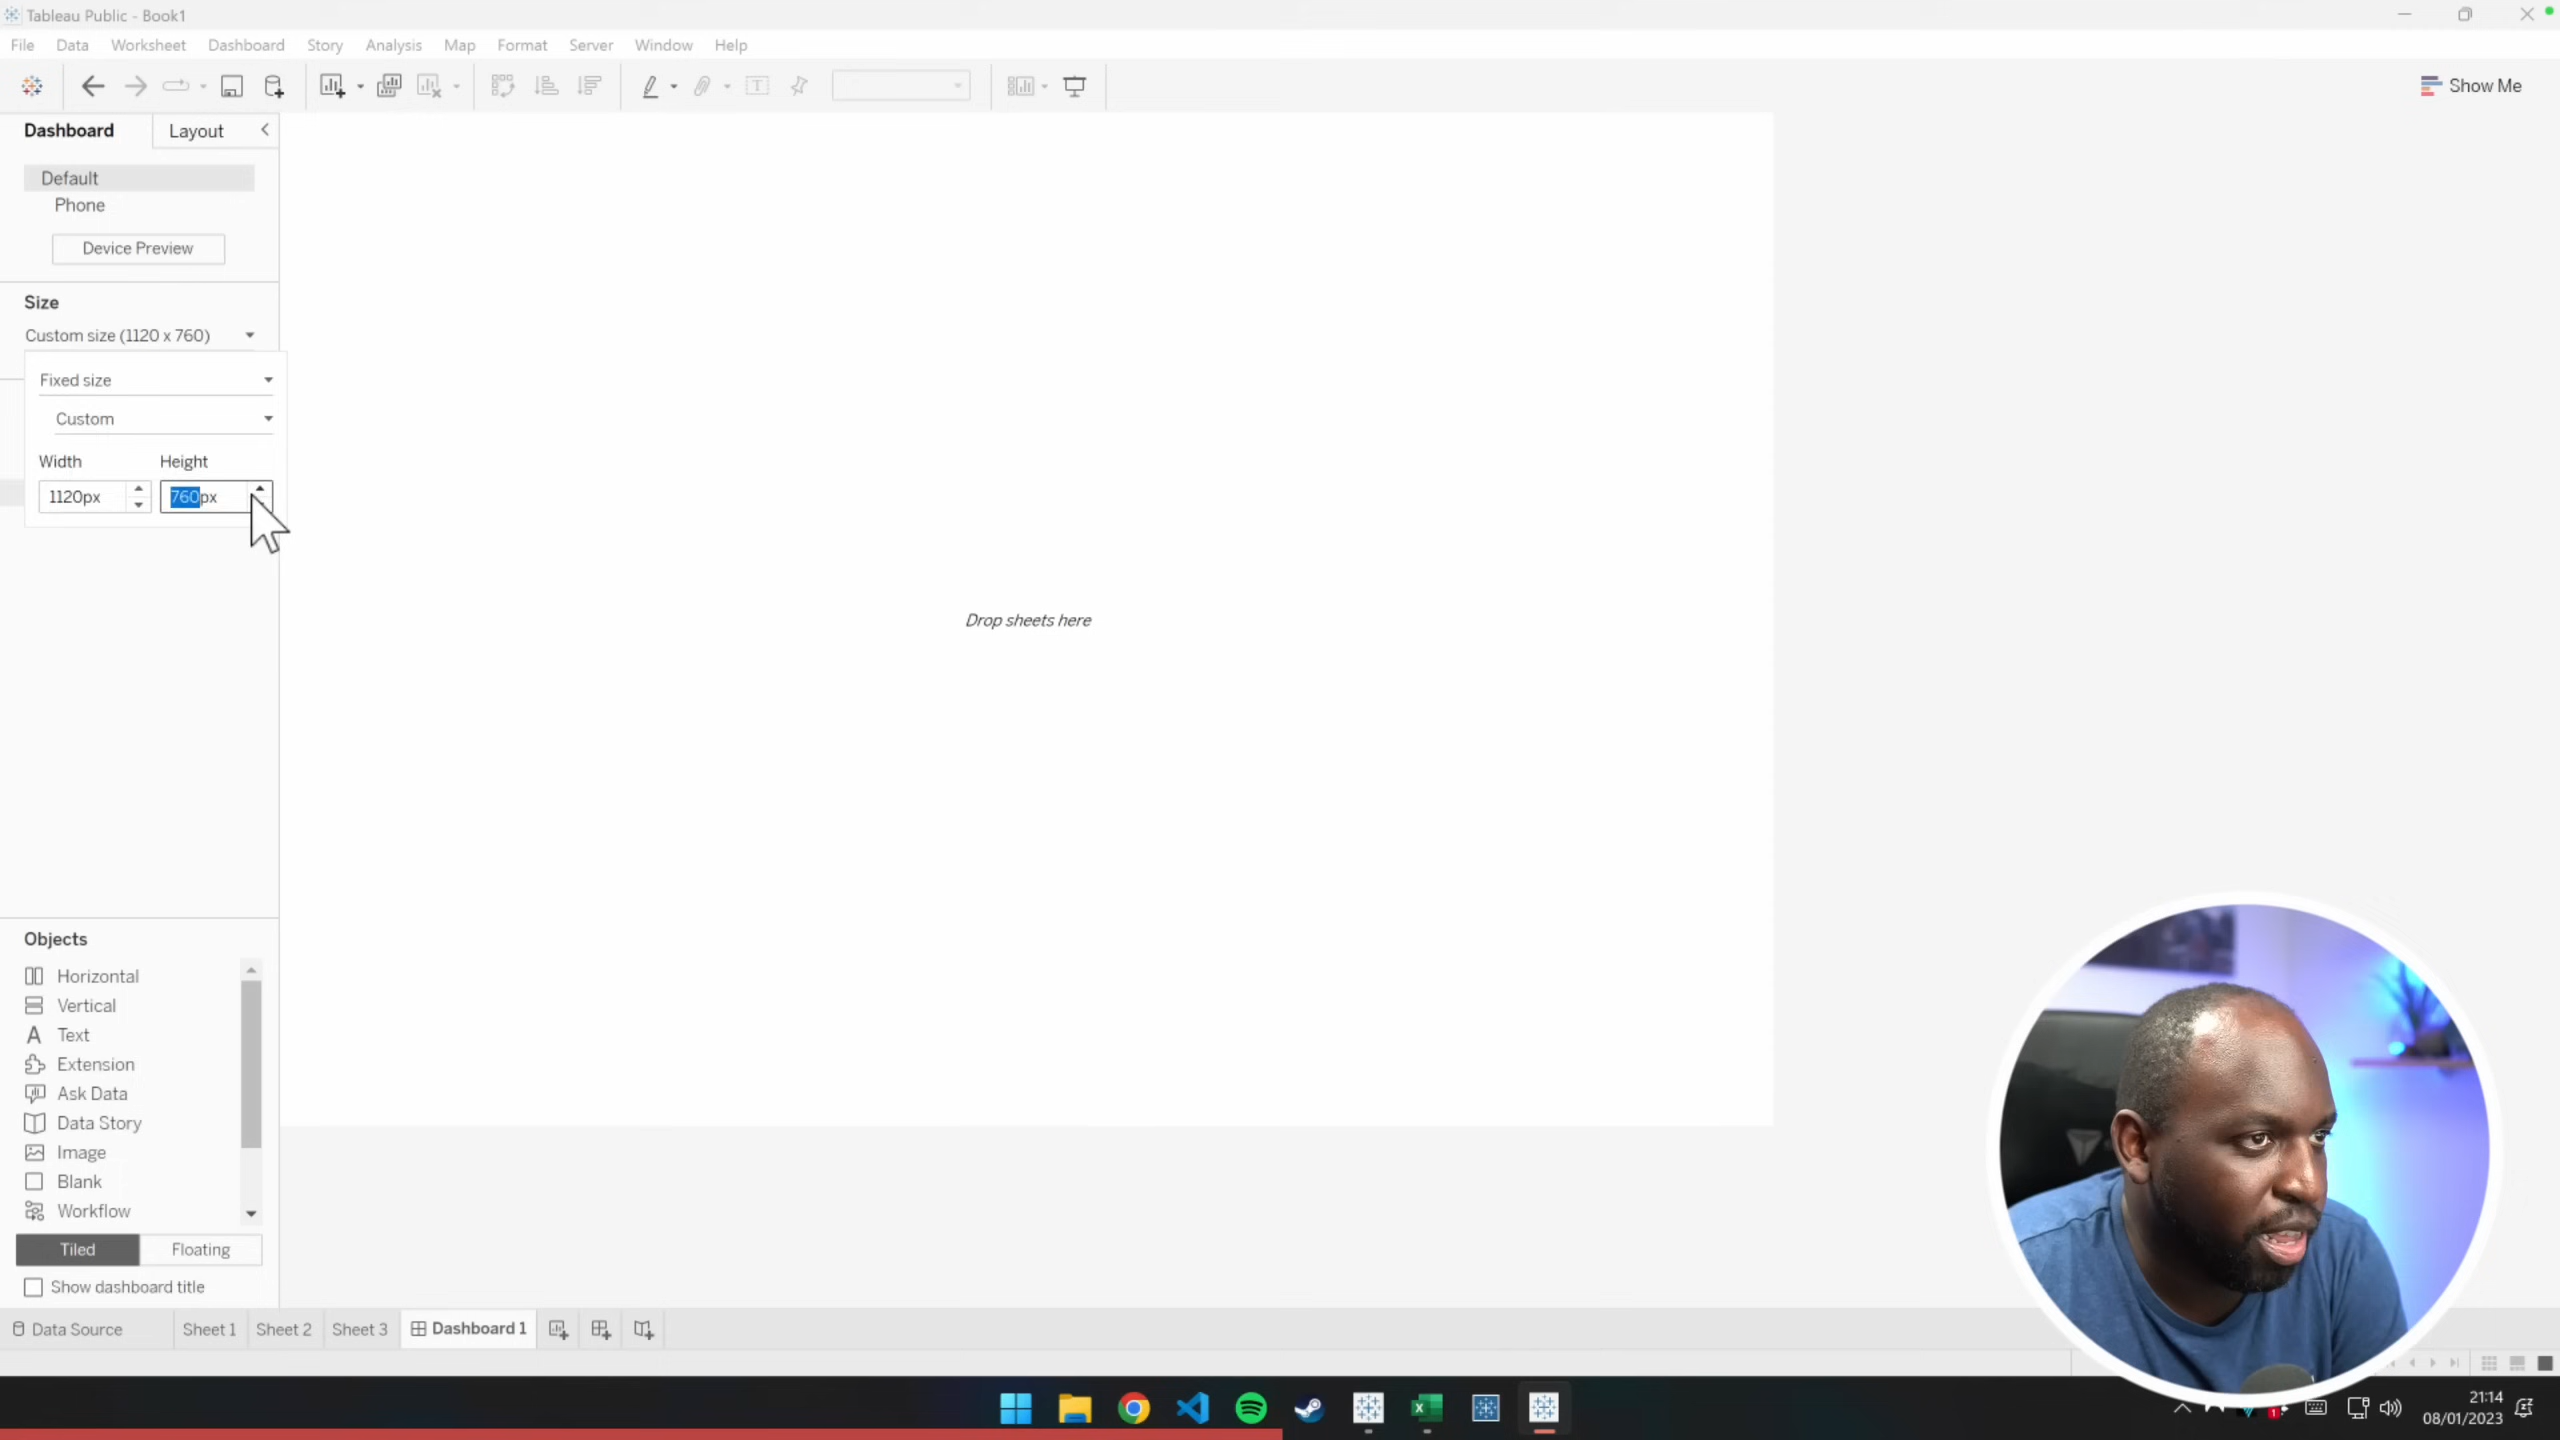 Tableau Public - Book1
File Data Worksheet Dashboard Story Analysis Map Format Server Window Help
Show Me
Dashboard Layout
Default
Phone
Device Preview
Size
Custom size (1120 x 760)
Fixed size
Custom
Width Height
1120px 760px
Drop sheets here
Objects
Horizontal
Vertical
Text
Extension
Ask Data
Data Story
Image
Blank
Workflow
Tiled Floating
Show dashboard title
Data Source Sheet 1 Sheet 2 Sheet 3 Dashboard 1
21:14
08/01/2023